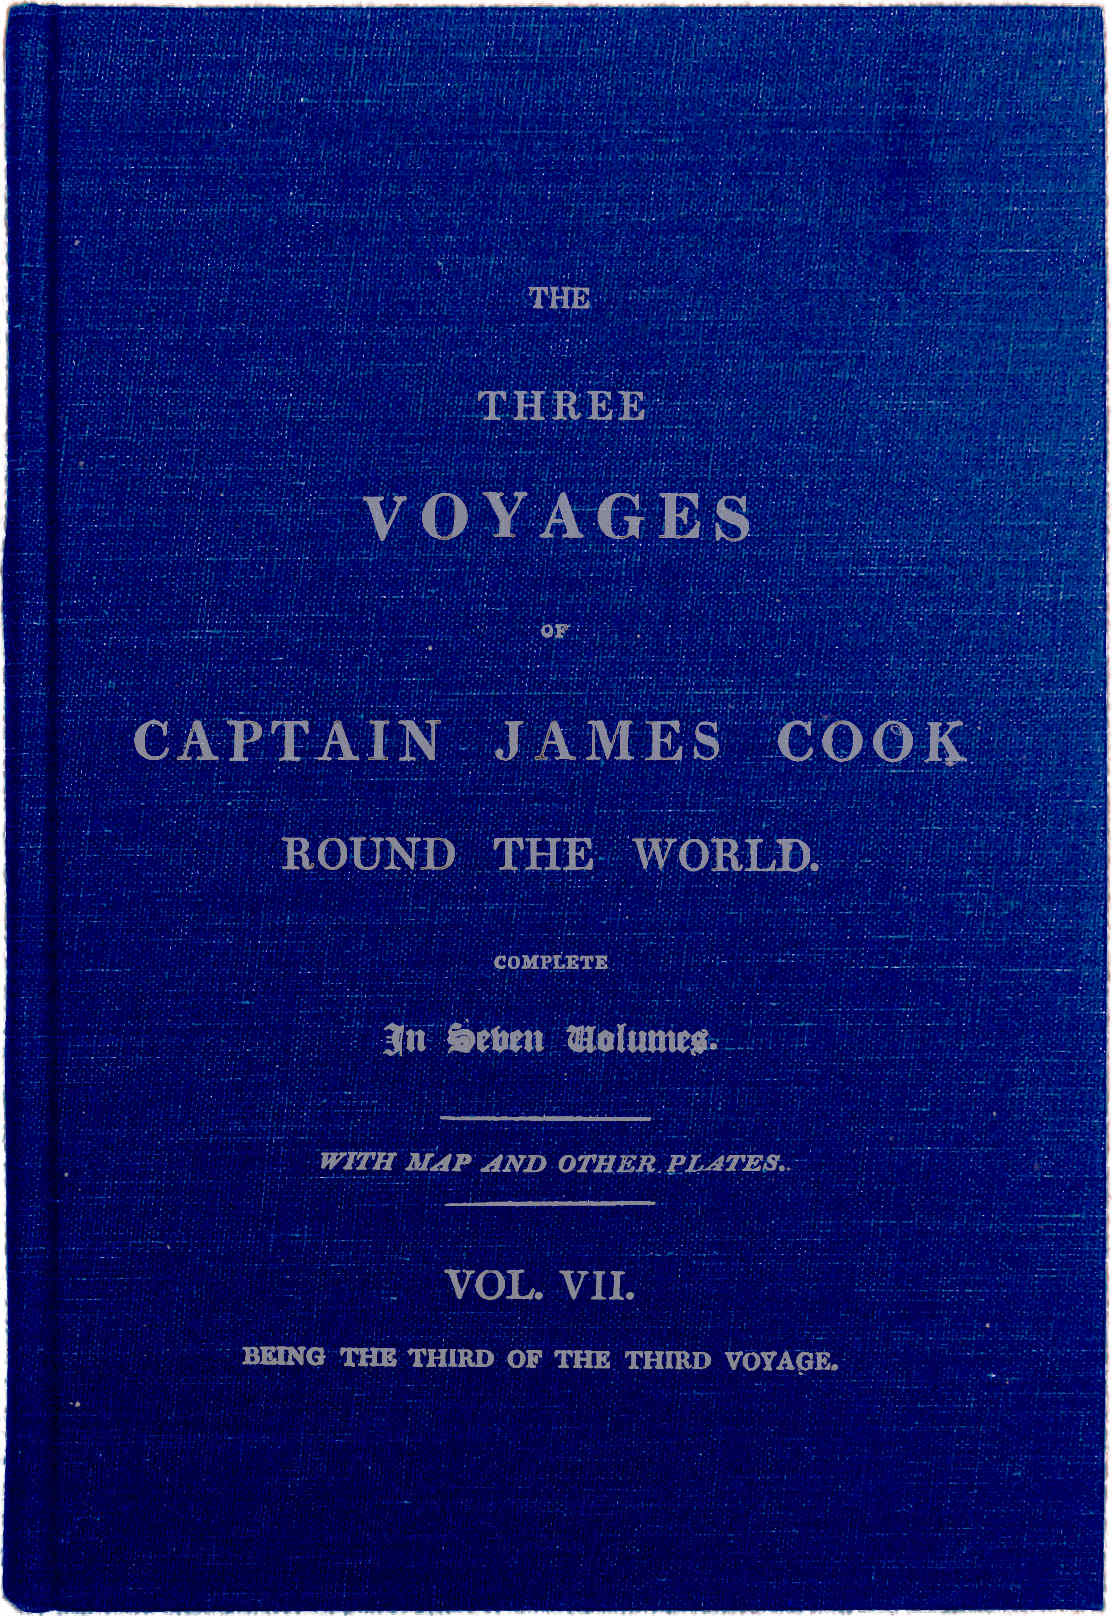 THE
THREE
VOYAGES
OF
CAPTAIN JAMES COOK
ROUND THE WORLD.
COMPLETE
In Seven Volumes.
WITH MAP AND OTHER PLATES.
VOL. VII.
BEING THE THIRD OF THE THIRD VOYAGE.